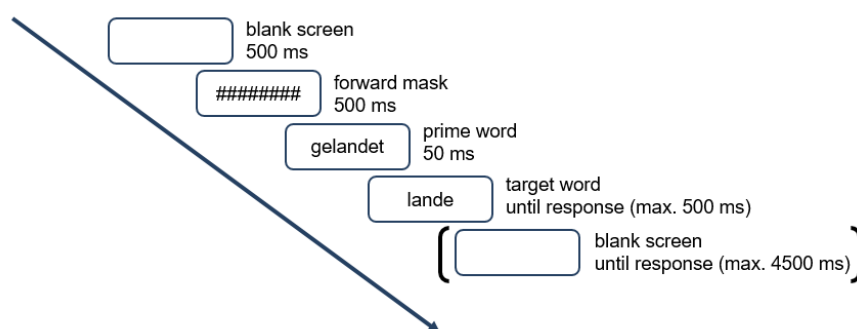 blank screen
500 ms
########
forward mask
500 ms
gelandet
prime word
50 ms
lande
target word
until response (max. 500 ms)
blank screen
until response (max. 4500 ms)